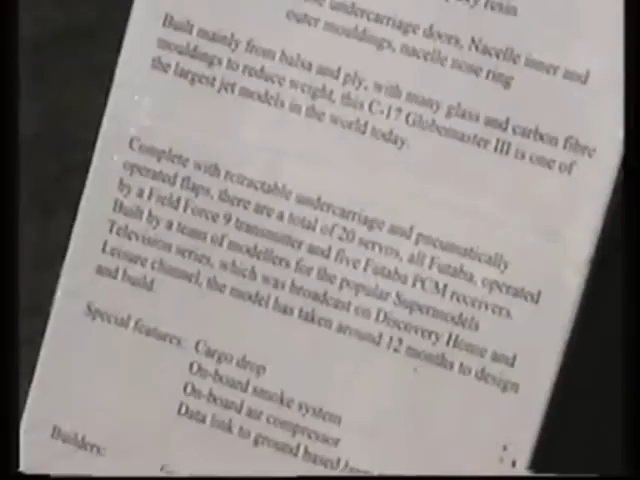 resin
undercarriage doors, Nacelle inner and
outer mouldings, nacelle nose ring
Built mainly from balsa and ply, with many glass and carbon fibre
mouldings to reduce weight, this C-17 Globemaster III is one of
the largest jet models in the world today.
Complete with retractable undercarriage and pneumatically
operated flaps, there are a total of 20 servos, all Futaba, operated
by a Field Force 9 transmitter and five Futaba PCM receivers.
Built by a team of modellers for the popular Supermodels
Television series, which was broadcast on Discovery Home and
Leisure channel, the model has taken around 12 months to design
and build.
Special features: Cargo drop
On-board smoke system
On-board air compressor
Data link to ground based
Builders: